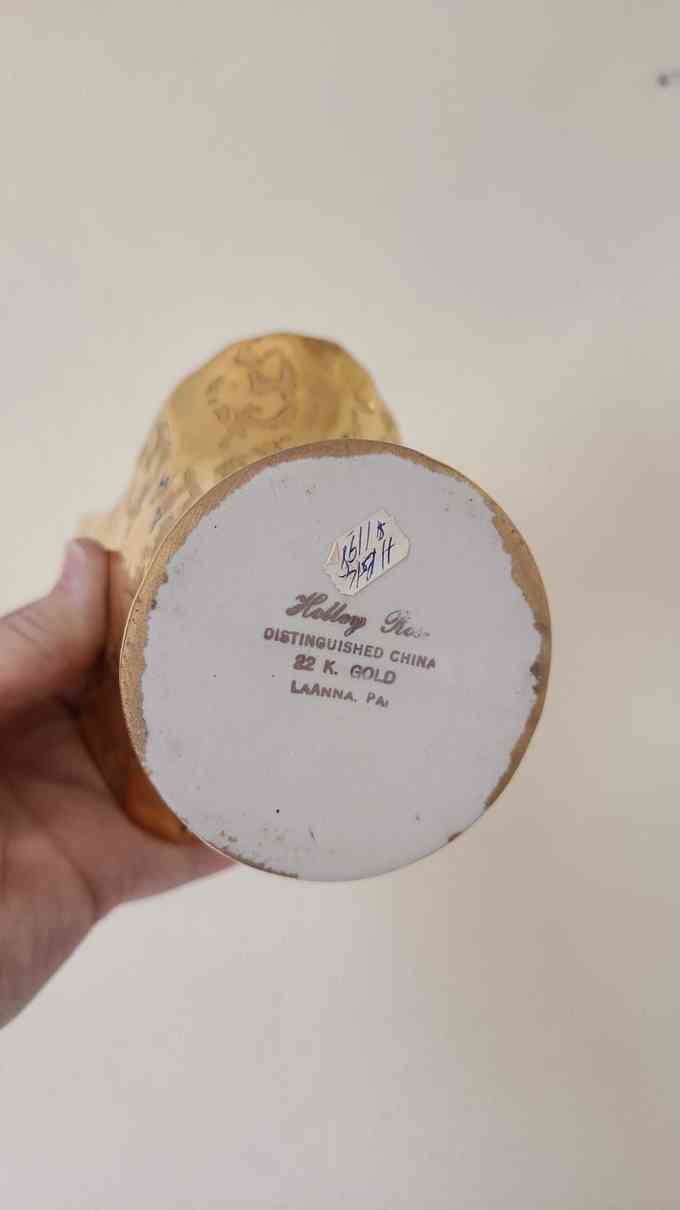 Holley Ross
DISTINGUISHED CHINA
22 K. GOLD
LAANNA, PA.